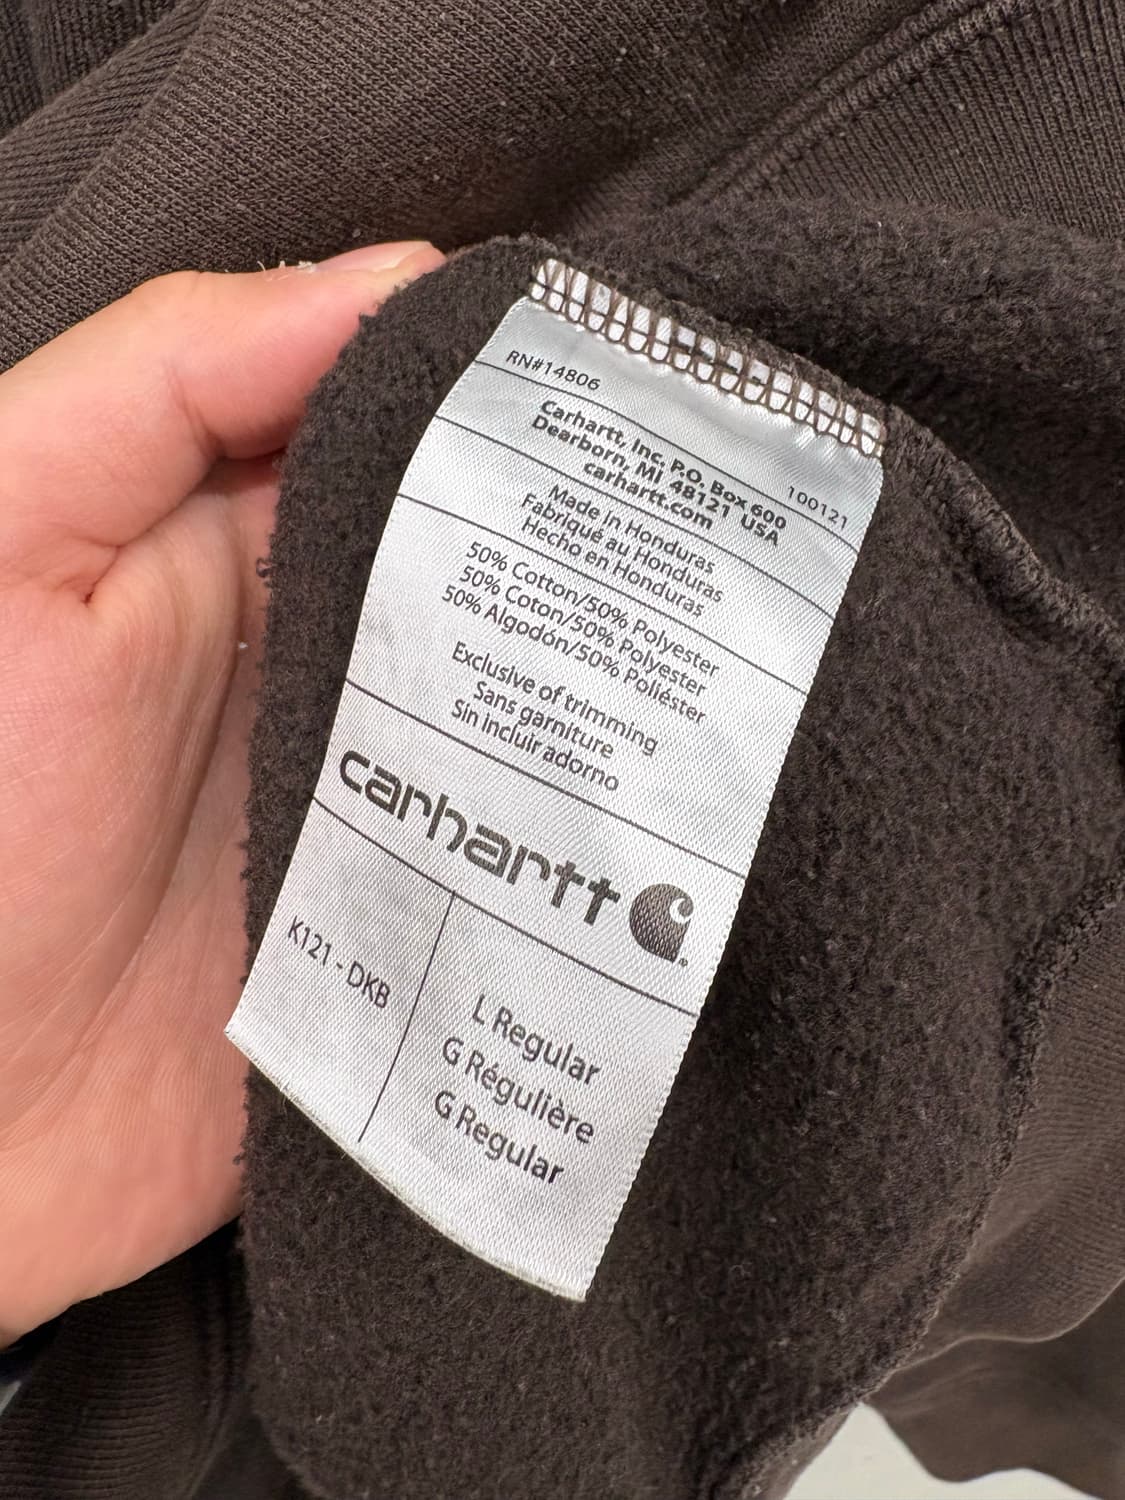 RN#14806
100121
Carhartt, Inc. P.O. Box 600
Dearborn, MI 48121 USA
carhartt.com
Made in Honduras
Fabriqué au Honduras
Hecho en Honduras
50% Cotton/50% Polyester
50% Coton/50% Polyester
50% Algodón/50% Poliéster
Exclusive of trimming
Sans garniture
Sin incluir adorno
carhartt
K121 - DKB
L Regular
G Régulière
G Regular